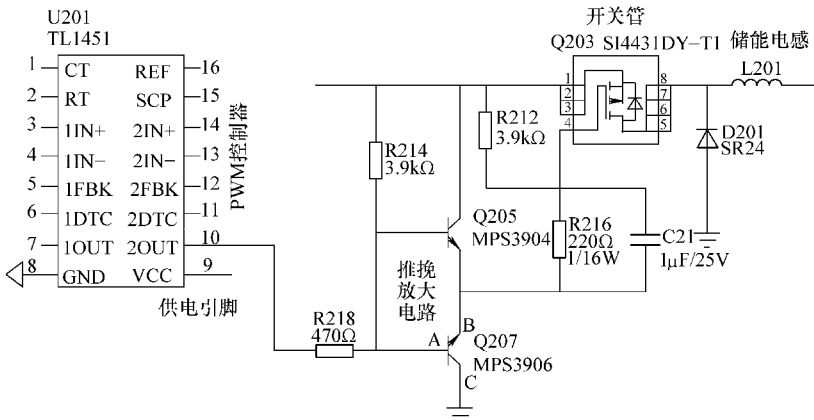 U201
TL1451
1 CT REF 16
2 RT SCP 15
3 1IN+ 2IN+ 14
4 1IN− 2IN− 13
5 1FBK 2FBK 12
6 1DTC 2DTC 11
7 1OUT 2OUT 10
8 GND VCC 9
PWM控制器
供电引脚
R218
470Ω
R214
3.9kΩ
R212
3.9kΩ
开关管
Q203 SI4431DY-T1
1 8
2 7
3 6
4 5
储能电感
L201
D201
SR24
Q205
MPS3904
R216
220Ω
1/16W
C21
1μF/25V
推挽
放大
电路
A
B
C
Q207
MPS3906